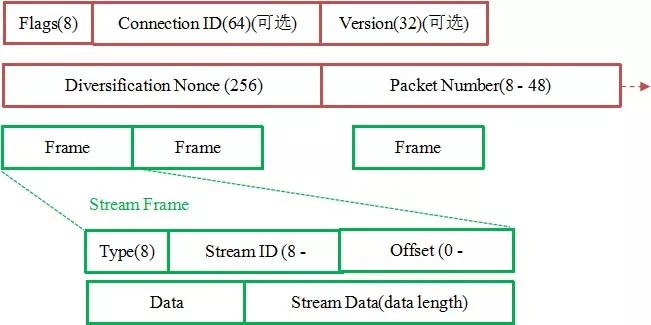 Flags(8) Connection ID(64)(可选) Version(32)(可选)
Diversification Nonce (256) Packet Number(8 - 48)
Frame Frame Frame
Stream Frame
Type(8) Stream ID (8 - Offset (0 -
Data Stream Data(data length)